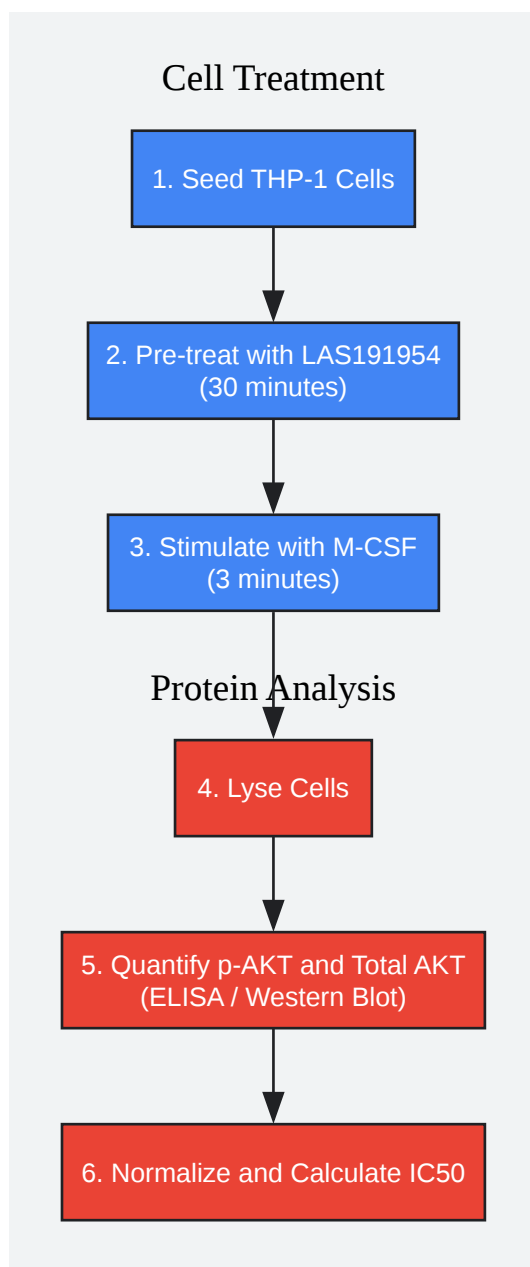 Cell Treatment
1. Seed THP-1 Cells
2. Pre-treat with LAS191954
(30 minutes)
3. Stimulate with M-CSF
(3 minutes)
Protein Analysis
4. Lyse Cells
5. Quantify p-AKT and Total AKT
(ELISA / Western Blot)
6. Normalize and Calculate IC50